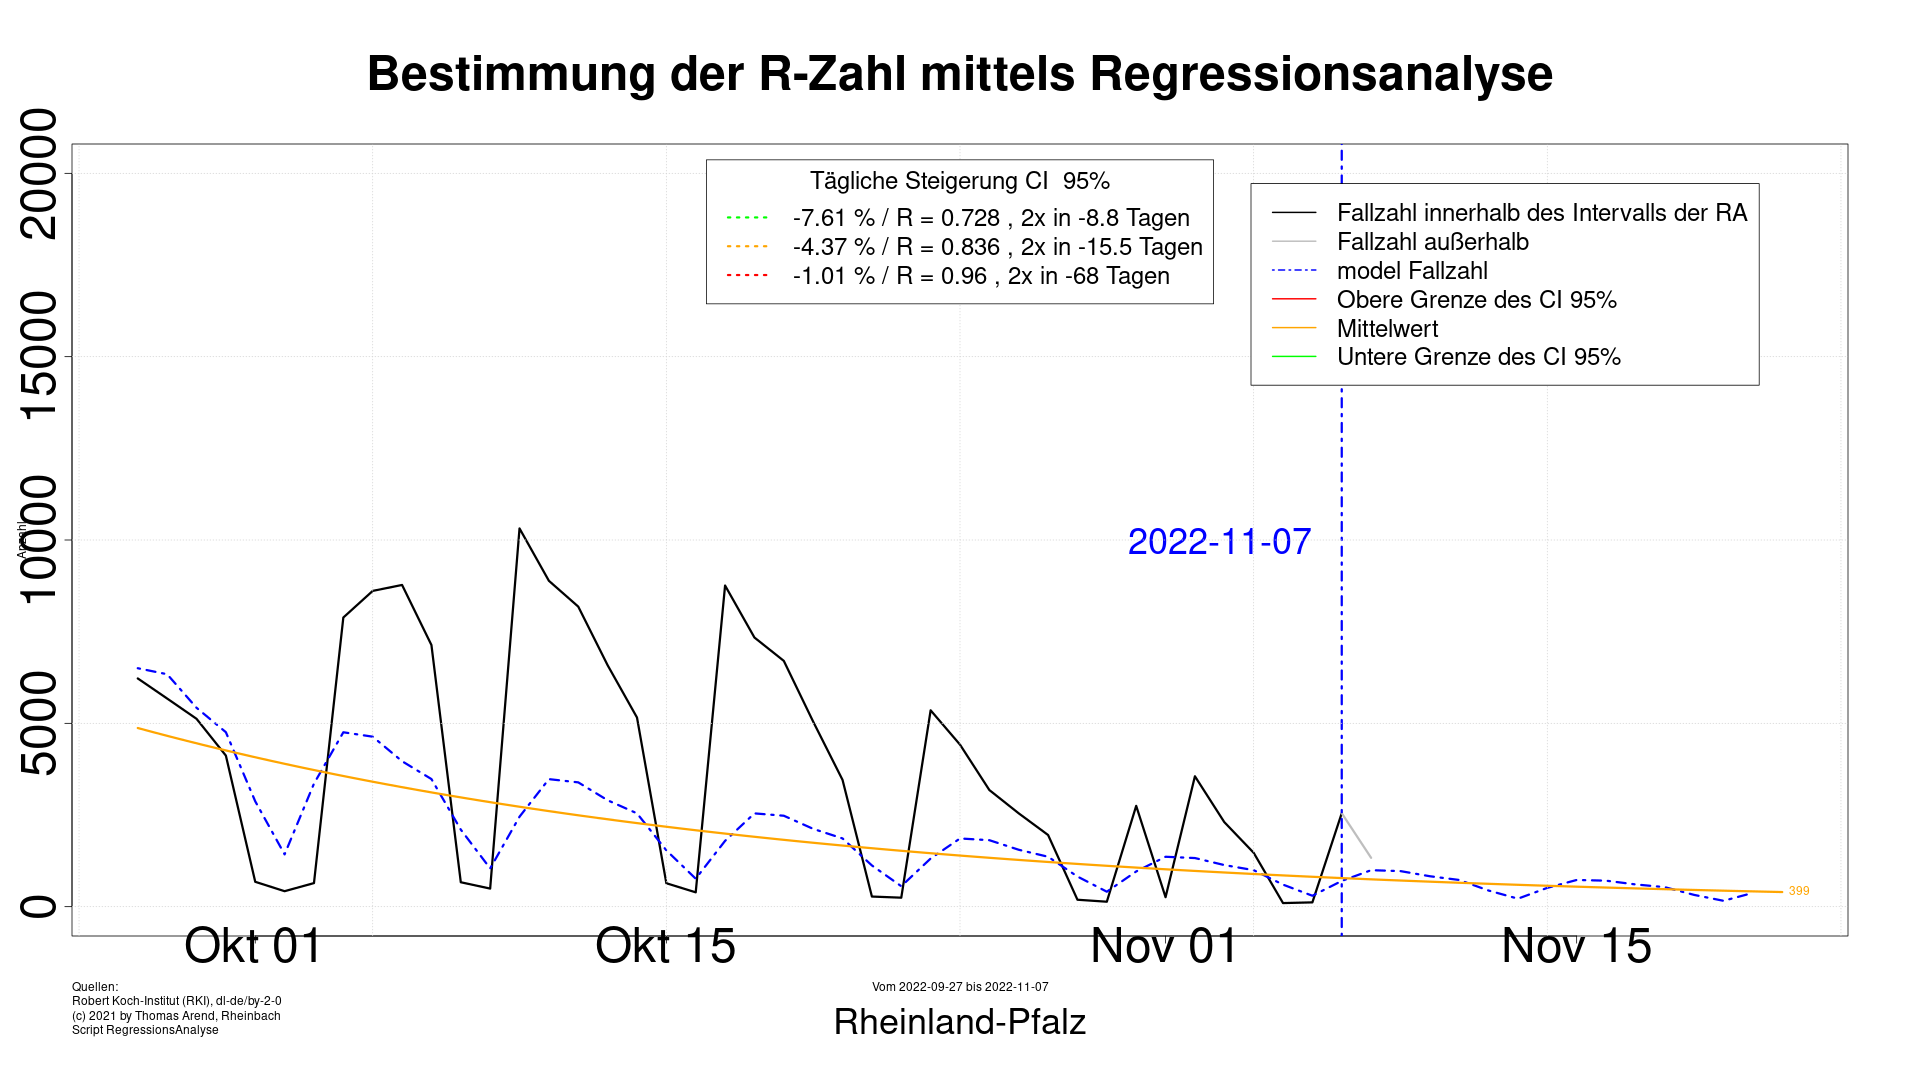 Bestimmung der R-Zahl mittels Regressionsanalyse
Anzahl
20000
15000
10000
5000
0
Tägliche Steigerung CI  95%
-7.61 % / R = 0.728 , 2x in -8.8 Tagen
-4.37 % / R = 0.836 , 2x in -15.5 Tagen
-1.01 % / R = 0.96 , 2x in -68 Tagen
Fallzahl innerhalb des Intervalls der RA
Fallzahl außerhalb
model Fallzahl
Obere Grenze des CI 95%
Mittelwert
Untere Grenze des CI 95%
2022-11-07
399
Okt 01
Okt 15
Nov 01
Nov 15
Quellen:
Robert Koch-Institut (RKI), dl-de/by-2-0
(c) 2021 by Thomas Arend, Rheinbach
Script RegressionsAnalyse
Vom 2022-09-27 bis 2022-11-07
Rheinland-Pfalz